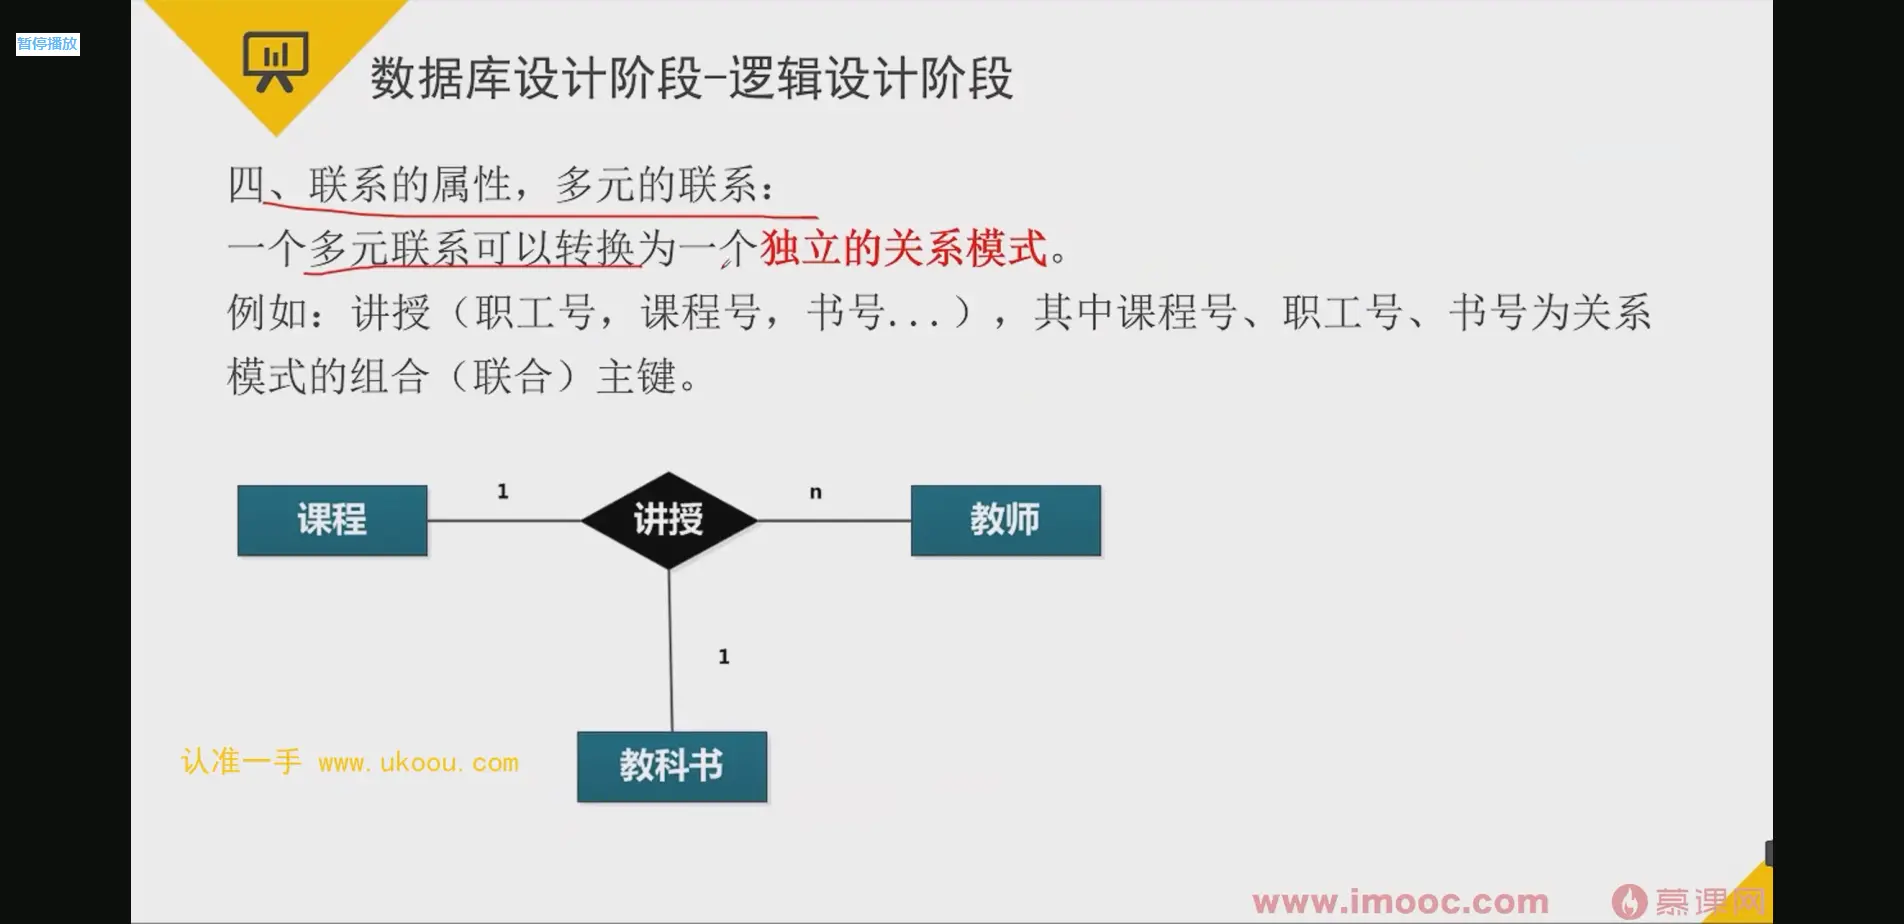 暂停播放
数据库设计阶段-逻辑设计阶段
四、联系的属性，多元的联系：
一个多元联系可以转换为一个独立的关系模式。
例如：讲授（职工号，课程号，书号...），其中课程号、职工号、书号为关系
模式的组合（联合）主键。
课程
1
讲授
n
教师
1
教科书
认准一手 www.ukoou.com
www.imooc.com 慕课网